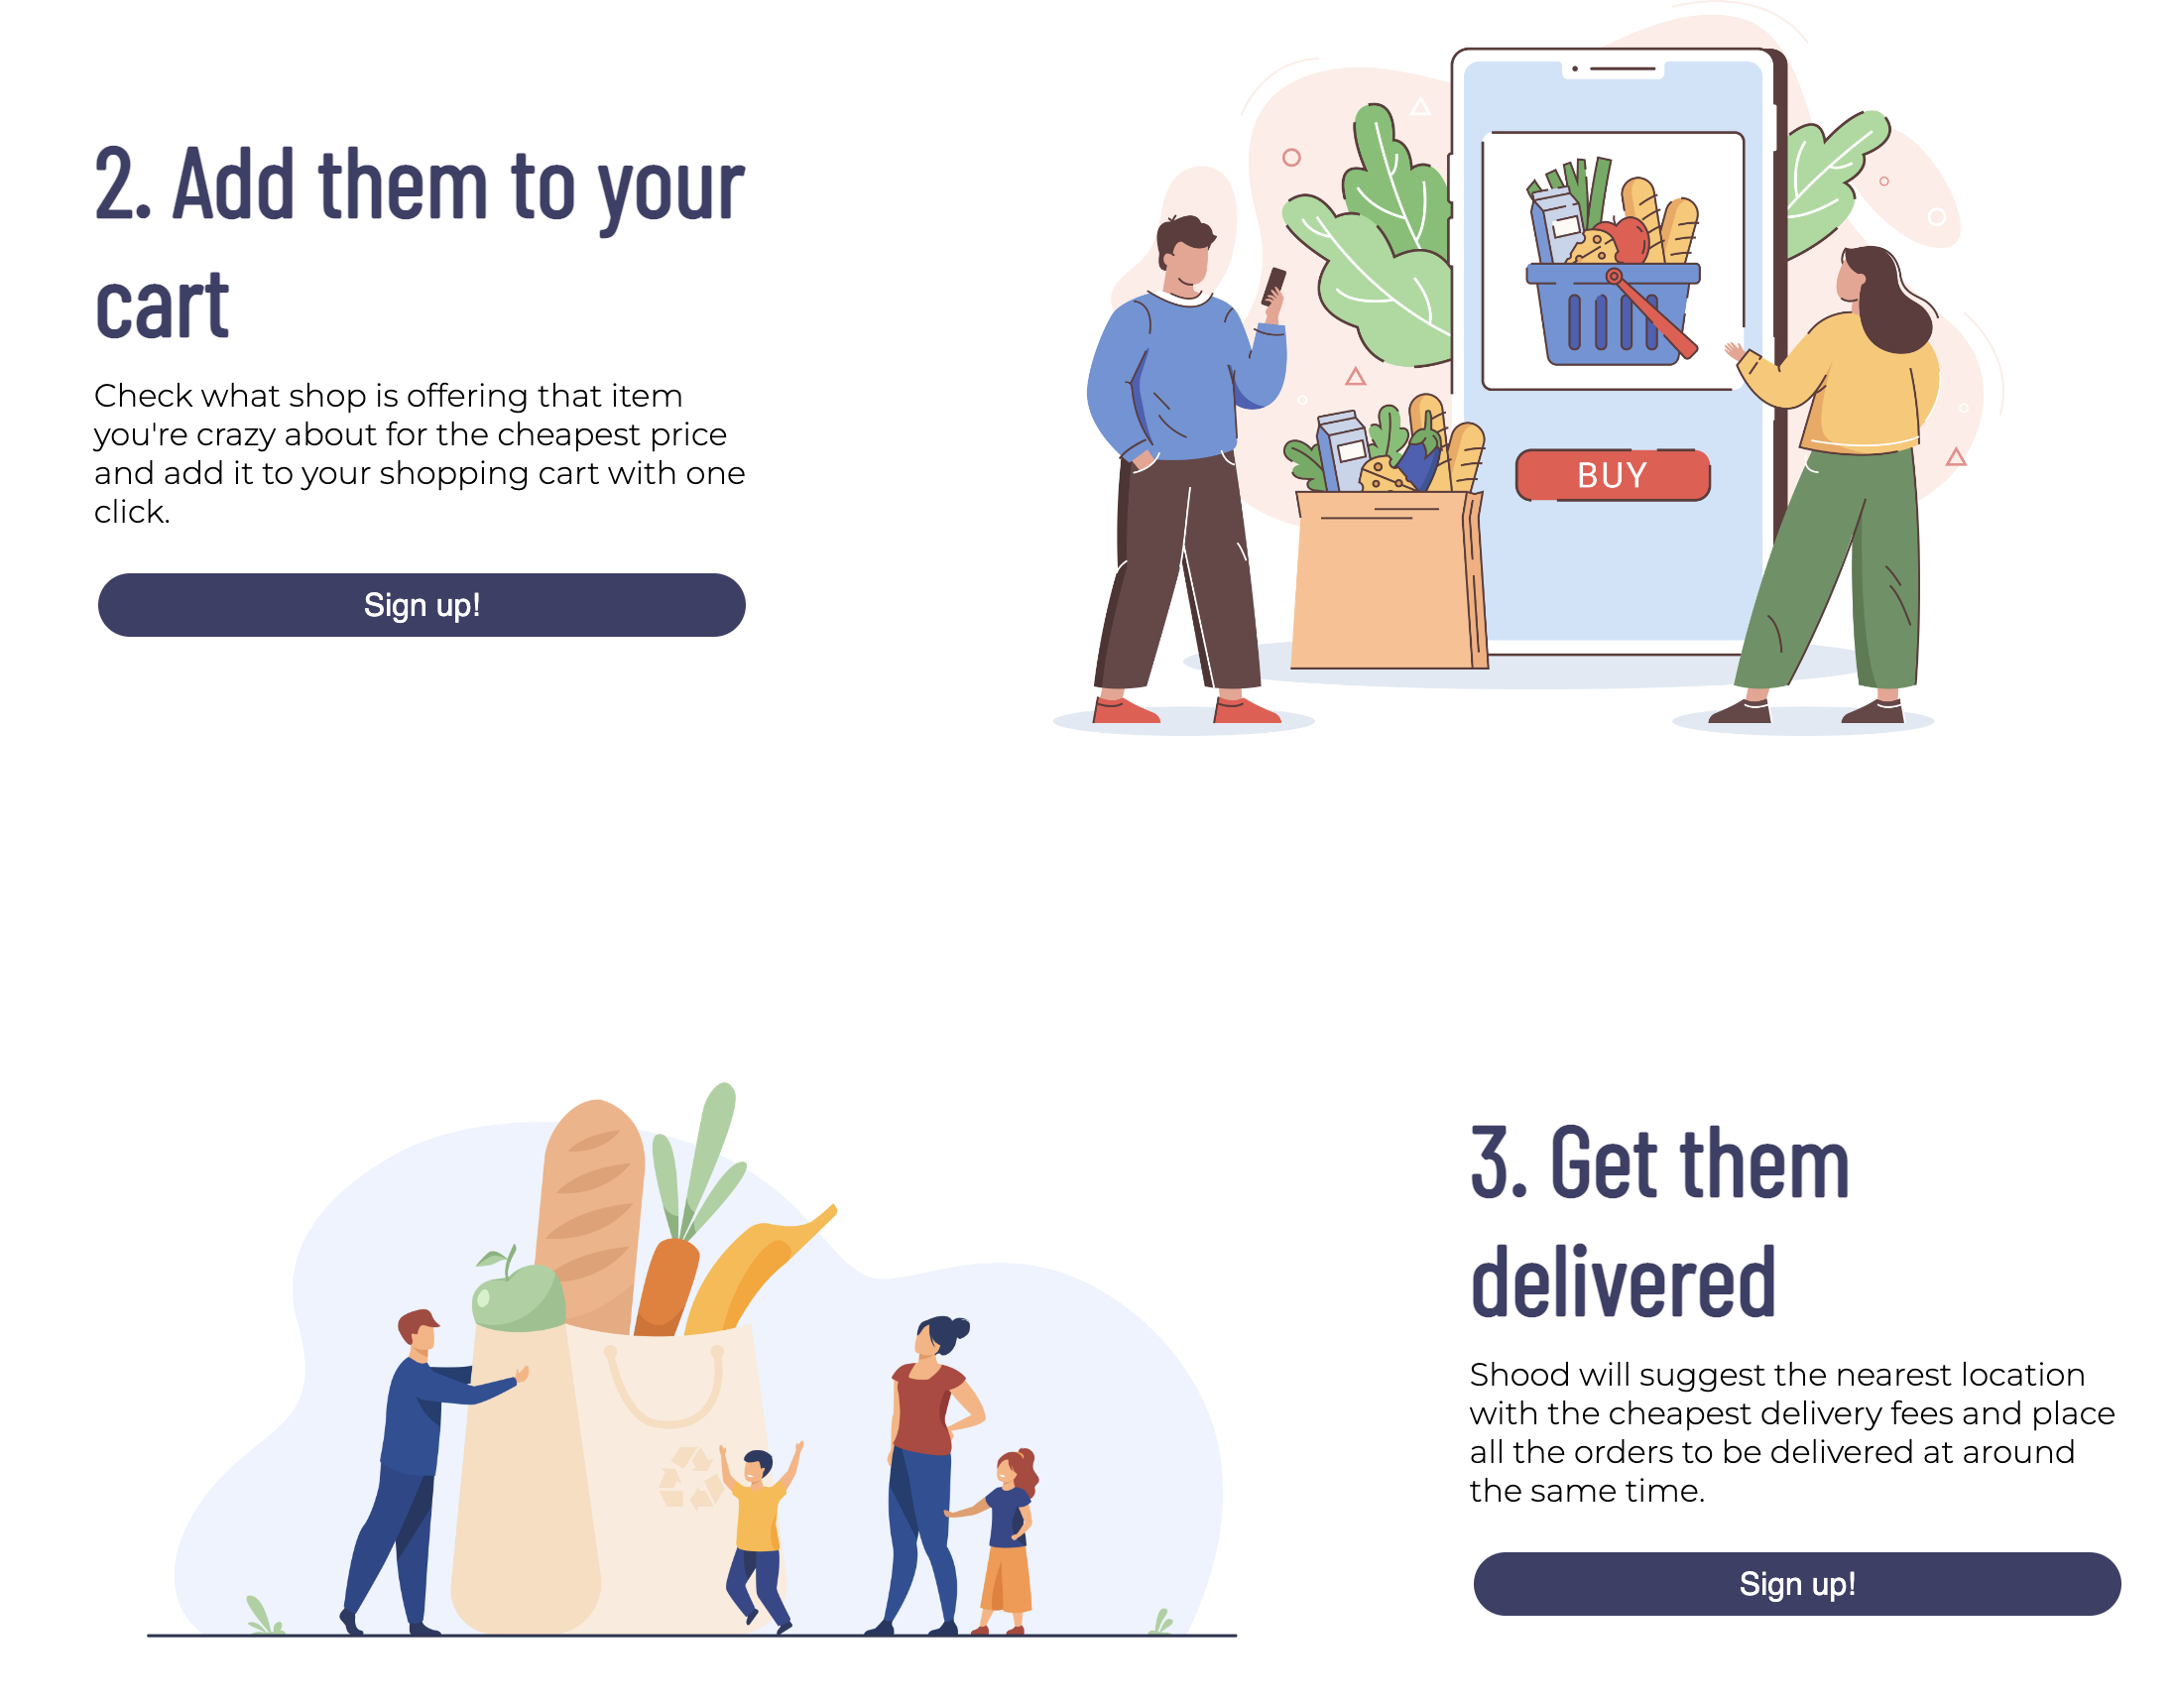 2. Add them to your
cart
Check what shop is offering that item
you're crazy about for the cheapest price
and add it to your shopping cart with one
click.
Sign up!
BUY
3. Get them
delivered
Shood will suggest the nearest location
with the cheapest delivery fees and place
all the orders to be delivered at around
the same time.
Sign up!